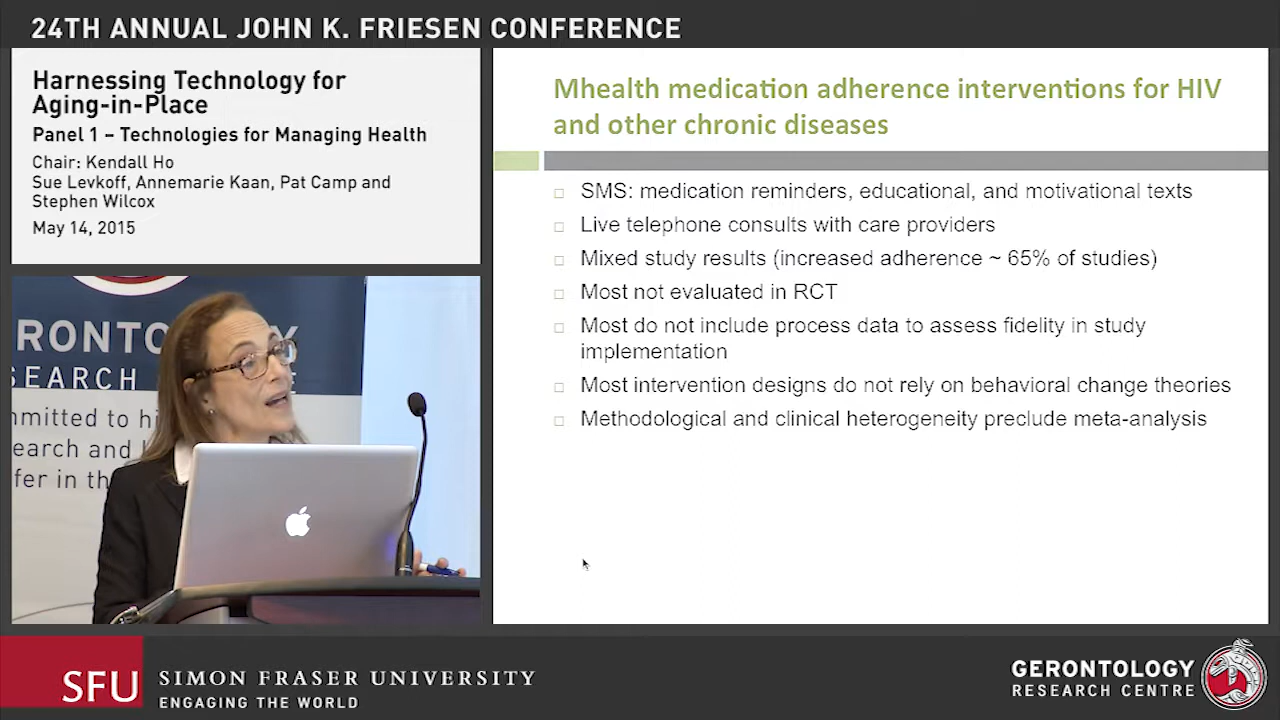 24TH ANNUAL JOHN K. FRIESEN CONFERENCE
Harnessing Technology for
Aging-in-Place
Panel 1 – Technologies for Managing Health
Chair: Kendall Ho
Sue Levkoff, Annemarie Kaan, Pat Camp and
Stephen Wilcox
May 14, 2015
Mhealth medication adherence interventions for HIV
and other chronic diseases
SMS: medication reminders, educational, and motivational texts
Live telephone consults with care providers
Mixed study results (increased adherence ~ 65% of studies)
Most not evaluated in RCT
Most do not include process data to assess fidelity in study
implementation
Most intervention designs do not rely on behavioral change theories
Methodological and clinical heterogeneity preclude meta-analysis
RONTO
SEARCH
mmitted to hi
earch and
fer in th
SFU
SIMON FRASER UNIVERSITY
ENGAGING THE WORLD
GERONTOLOGY
RESEARCH CENTRE